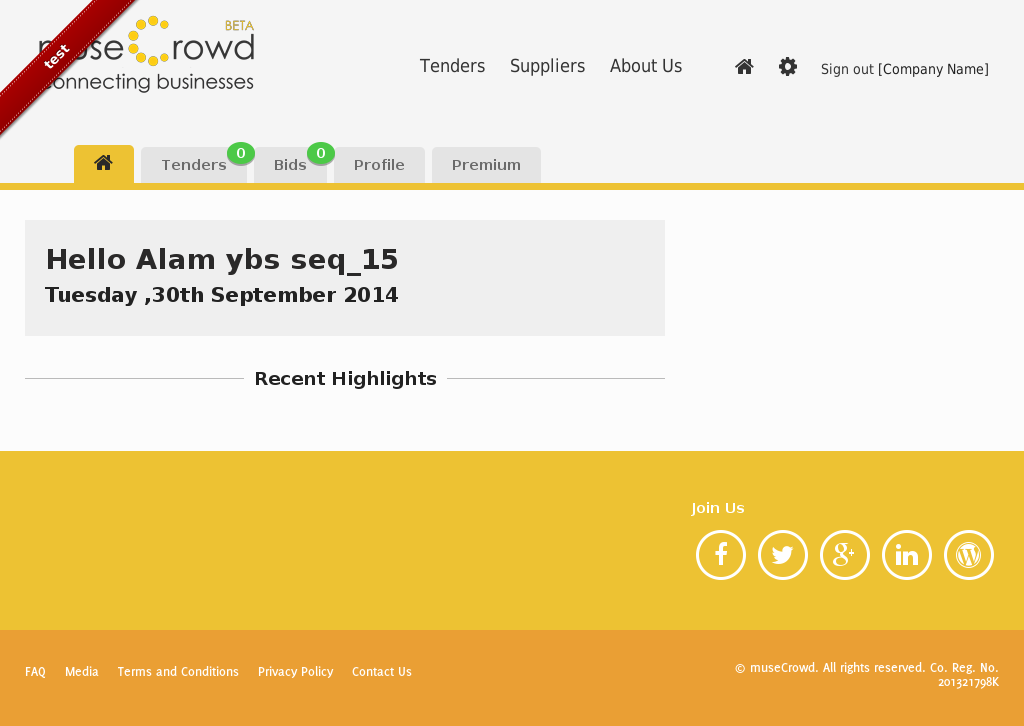 test
BETA
museCrowd
connecting businesses
Tenders Suppliers About Us Sign out [Company Name]
Tenders 0 Bids 0 Profile Premium
Hello Alam ybs seq_15
Tuesday ,30th September 2014
Recent Highlights
Join Us
FAQ Media Terms and Conditions Privacy Policy Contact Us
© museCrowd. All rights reserved. Co. Reg. No.
201321798K